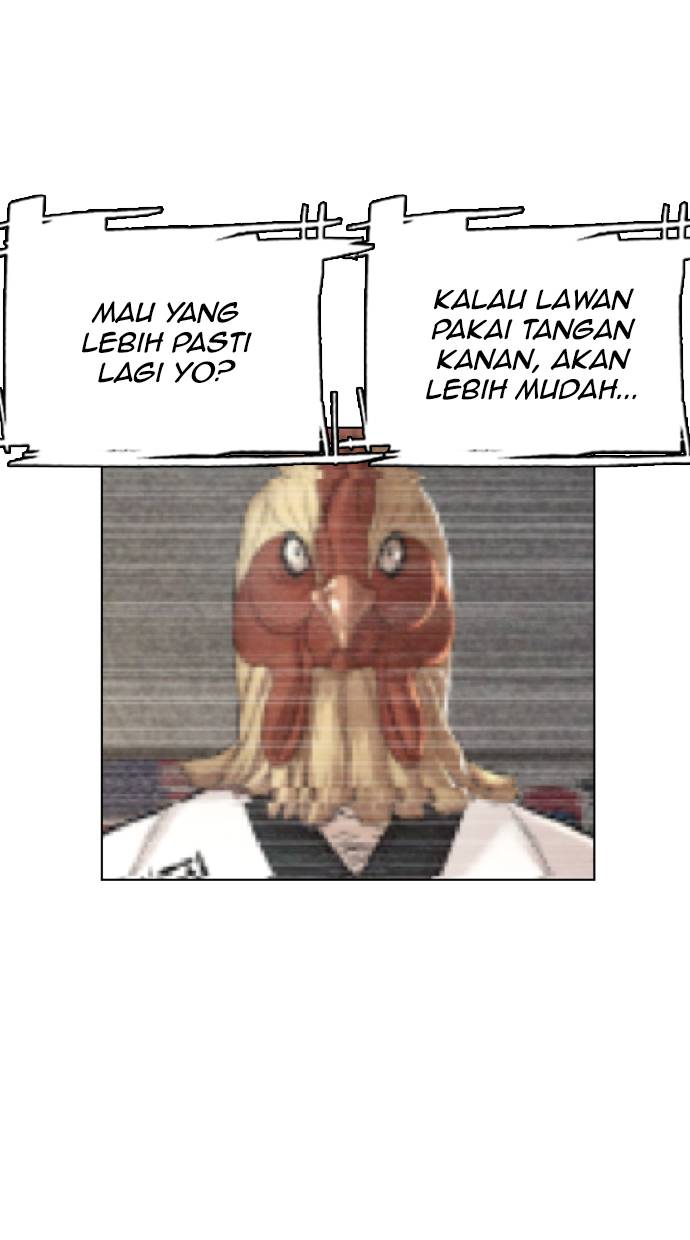 MAU YANG
LEBIH PASTI
LAGI YO?
KALAU LAWAN
PAKAI TANGAN
KANAN, AKAN
LEBIH MUDAH...